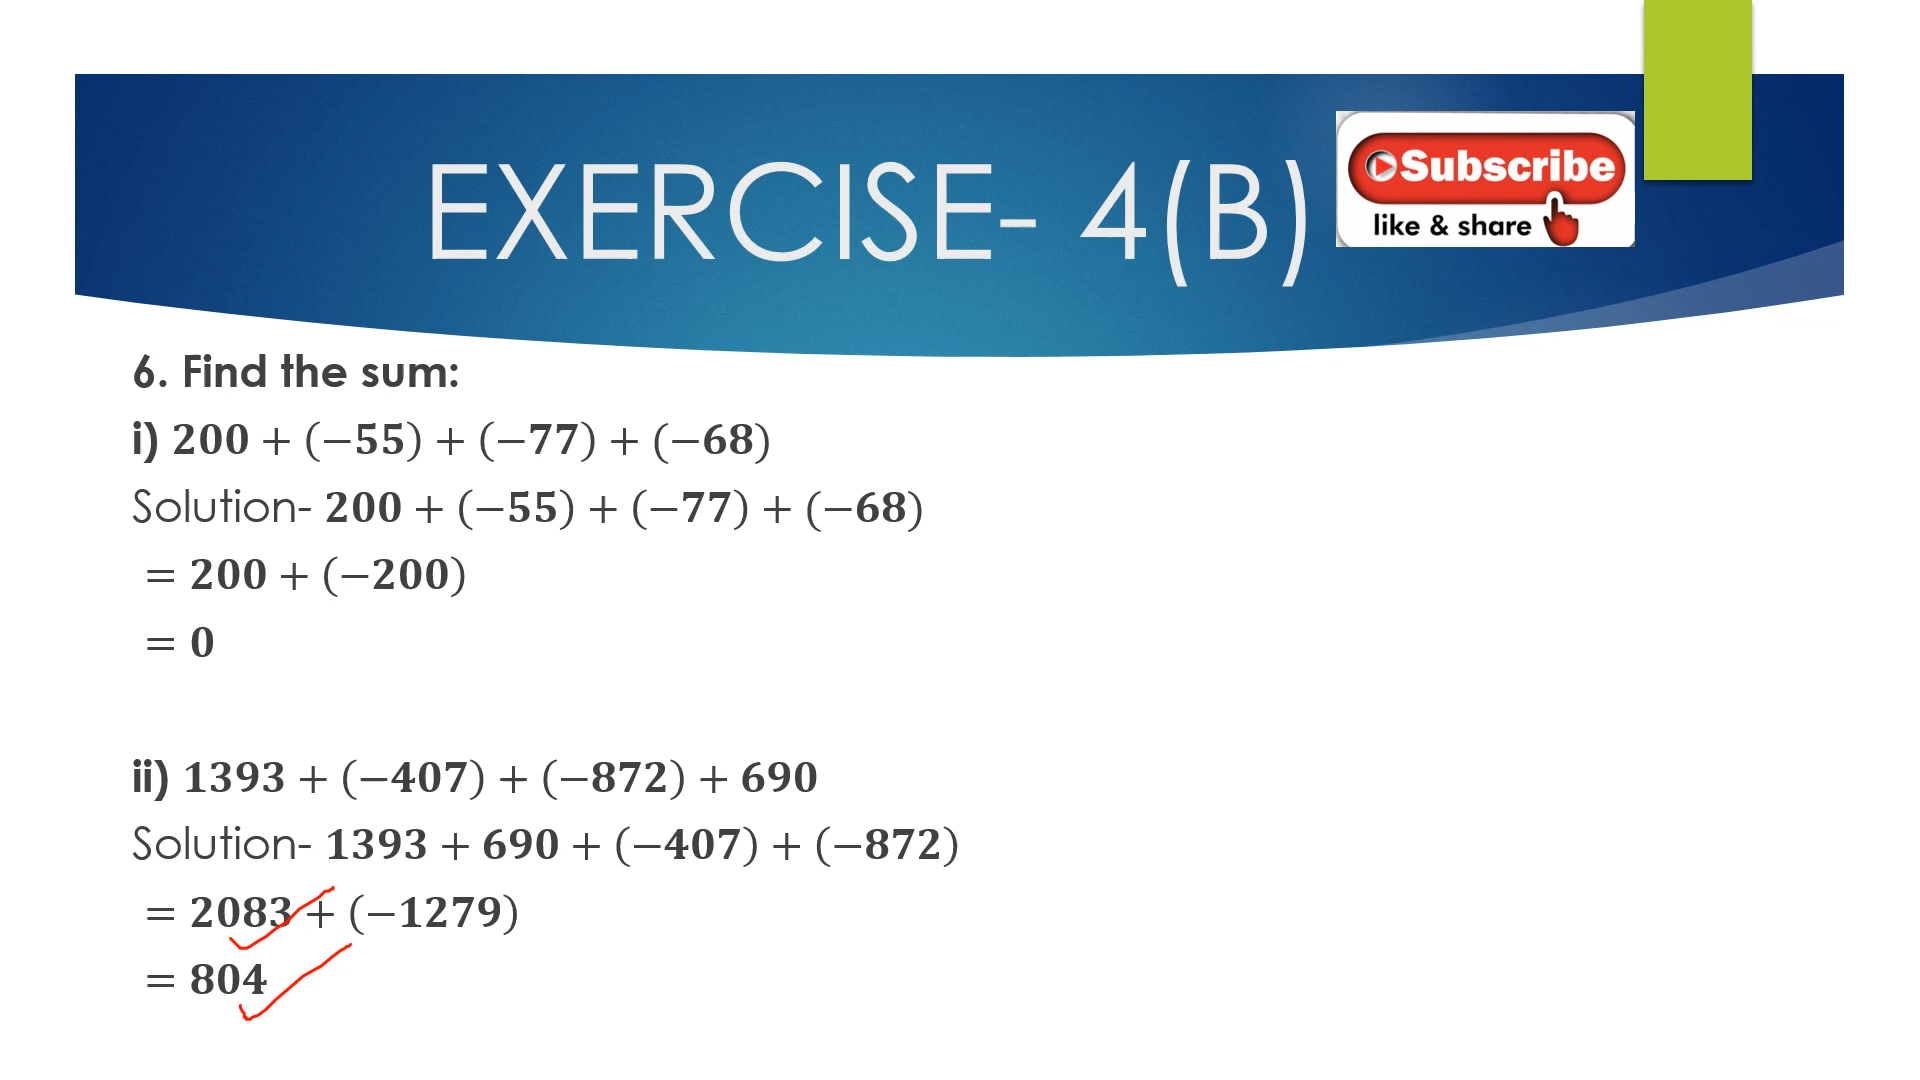 EXERCISE- 4(B)
Subscribe
like & share
6. Find the sum:
i) 200 + (−55) + (−77) + (−68)
Solution- 200 + (−55) + (−77) + (−68)
= 200 + (−200)
= 0
ii) 1393 + (−407) + (−872) + 690
Solution- 1393 + 690 + (−407) + (−872)
= 2083 + (−1279)
= 804